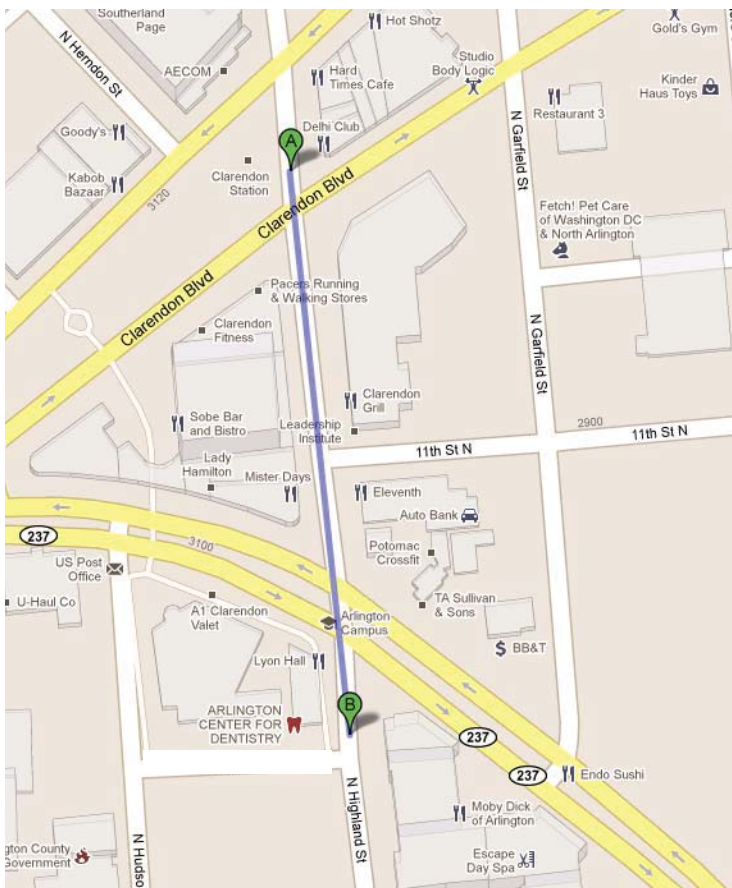 Southerland
Page
Hot Shotz
Gold's Gym
N Herndon St
AECOM
Hard
Times Cafe
Studio
Body Logic
Kinder
Haus Toys
Restaurant 3
Goody's
Delhi Club
N Garfield St
A
Clarendon
Station
Kabob
Bazaar
3120
Clarendon Blvd
Fetch! Pet Care
of Washington DC
& North Arlington
Clarendon Blvd
Pacers Running
& Walking Stores
Clarendon
Fitness
N Garfield St
Clarendon
Grill
Sobe Bar
and Bistro
Leadership
Institute
2900
11th St N
11th St N
Lady
Hamilton
Mister Days
Eleventh
Auto Bank
237
3100
US Post
Office
Potomac
Crossfit
U-Haul Co
A1 Clarendon
Valet
Arlington
Campus
TA Sullivan
& Sons
BB&T
Lyon Hall
ARLINGTON
CENTER FOR
DENTISTRY
B
237
237
Endo Sushi
N Highland St
Moby Dick
of Arlington
N Hudso
gton County
Government
Escape
Day Spa